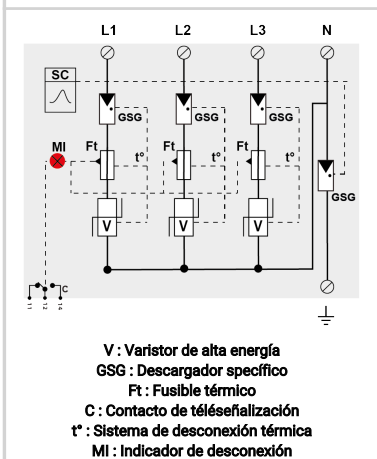 L1 L2 L3 N
SC
GSG GSG GSG
MI Ft t° Ft t° Ft t°
GSG
V V V
C
11 12 14
V : Varistor de alta energía
GSG : Descargador specífico
Ft : Fusible térmico
C : Contacto de téléseñalización
t° : Sistema de desconexión térmica
MI : Indicador de desconexión